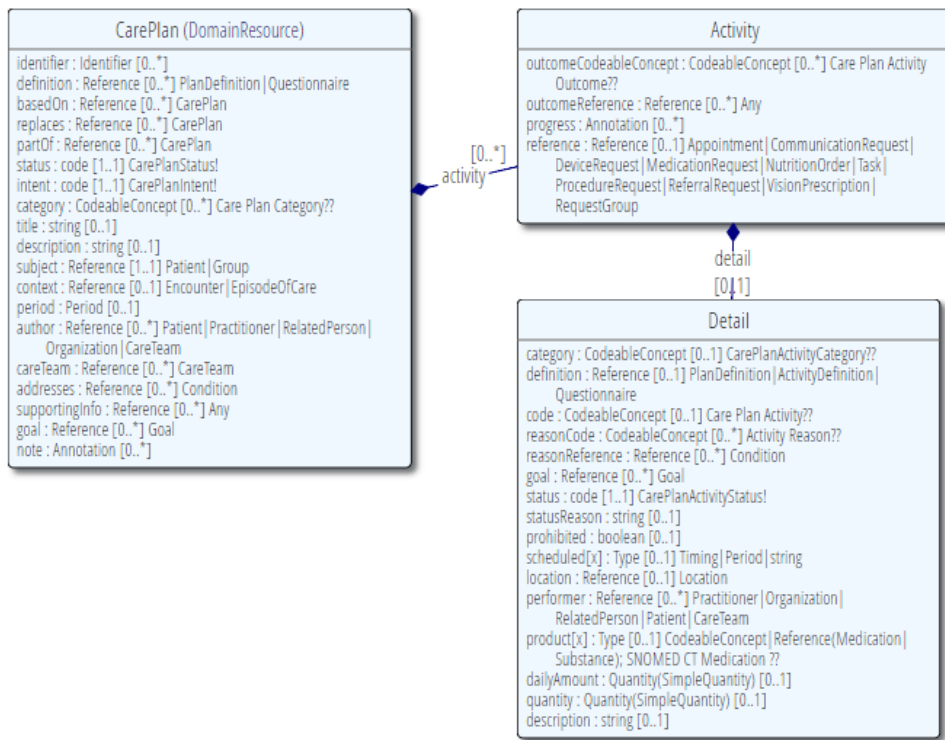 CarePlan (DomainResource)
identifier : Identifier [0..*]
definition : Reference [0..*] PlanDefinition|Questionnaire
basedOn : Reference [0..*] CarePlan
replaces : Reference [0..*] CarePlan
partOf : Reference [0..*] CarePlan
status : code [1..1] CarePlanStatus!
intent : code [1..1] CarePlanIntent!
category : CodeableConcept [0..*] Care Plan Category??
title : string [0..1]
description : string [0..1]
subject : Reference [1..1] Patient|Group
context : Reference [0..1] Encounter|EpisodeOfCare
period : Period [0..1]
author : Reference [0..*] Patient|Practitioner|RelatedPerson|
Organization|CareTeam
careTeam : Reference [0..*] CareTeam
addresses : Reference [0..*] Condition
supportingInfo : Reference [0..*] Any
goal : Reference [0..*] Goal
note : Annotation [0..*]
[0..*]
activity
Activity
outcomeCodeableConcept : CodeableConcept [0..*] Care Plan Activity
Outcome??
outcomeReference : Reference [0..*] Any
progress : Annotation [0..*]
reference : Reference [0..1] Appointment|CommunicationRequest|
DeviceRequest|MedicationRequest|NutritionOrder|Task|
ProcedureRequest|ReferralRequest|VisionPrescription|
RequestGroup
detail
[0..1]
Detail
category : CodeableConcept [0..1] CarePlanActivityCategory??
definition : Reference [0..1] PlanDefinition|ActivityDefinition|
Questionnaire
code : CodeableConcept [0..1] Care Plan Activity??
reasonCode : CodeableConcept [0..*] Activity Reason??
reasonReference : Reference [0..*] Condition
goal : Reference [0..*] Goal
status : code [1..1] CarePlanActivityStatus!
statusReason : string [0..1]
prohibited : boolean [0..1]
scheduled[x] : Type [0..1] Timing|Period|string
location : Reference [0..1] Location
performer : Reference [0..*] Practitioner|Organization|
RelatedPerson|Patient|CareTeam
product[x] : Type [0..1] CodeableConcept|Reference(Medication|
Substance); SNOMED CT Medication ??
dailyAmount : Quantity(SimpleQuantity) [0..1]
quantity : Quantity(SimpleQuantity) [0..1]
description : string [0..1]